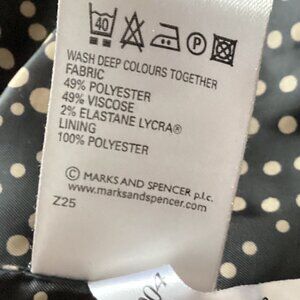 40
P
WASH DEEP COLOURS TOGETHER
FABRIC
49% POLYESTER
49% VISCOSE
2% ELASTANE LYCRA®
LINING
100% POLYESTER
© MARKS AND SPENCER p.l.c.
www.marksandspencer.com
Z25